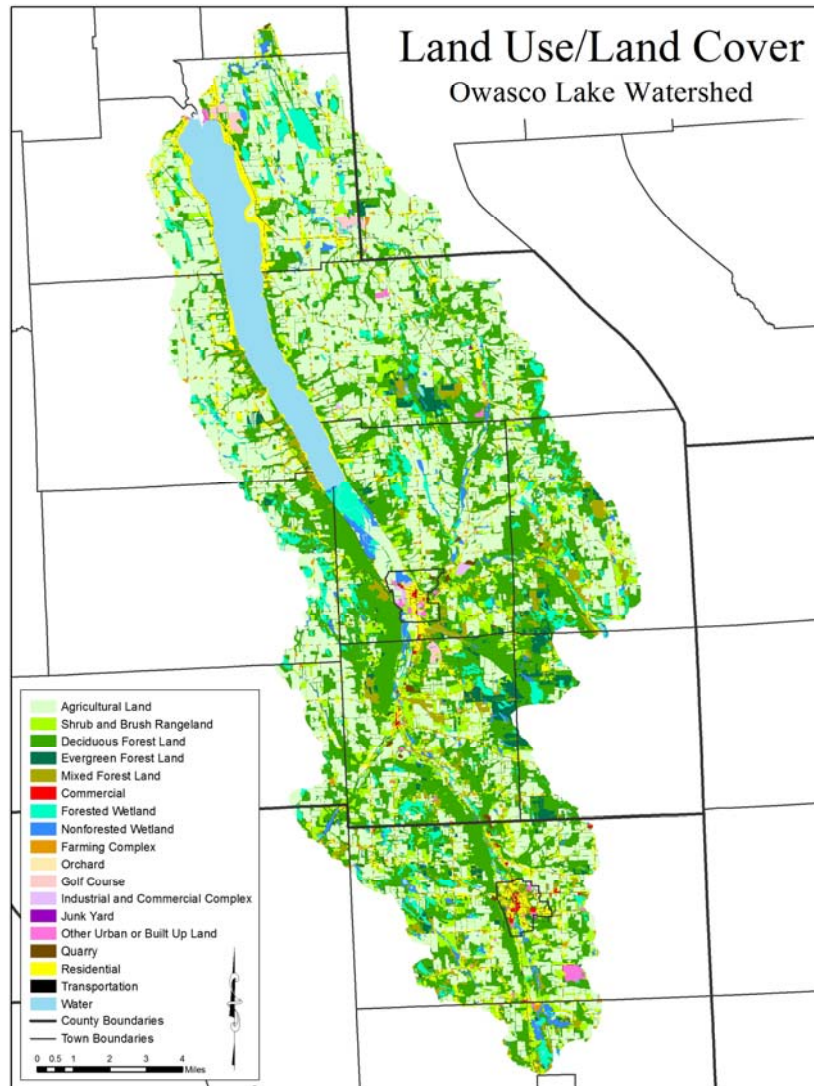 Land Use/Land Cover
Owasco Lake Watershed
Agricultural Land
Shrub and Brush Rangeland
Deciduous Forest Land
Evergreen Forest Land
Mixed Forest Land
Commercial
Forested Wetland
Nonforested Wetland
Farming Complex
Orchard
Golf Course
Industrial and Commercial Complex
Junk Yard
Other Urban or Built Up Land
Quarry
Residential
Transportation
Water
County Boundaries
Town Boundaries
0 0.5 1 2 3 4
Miles